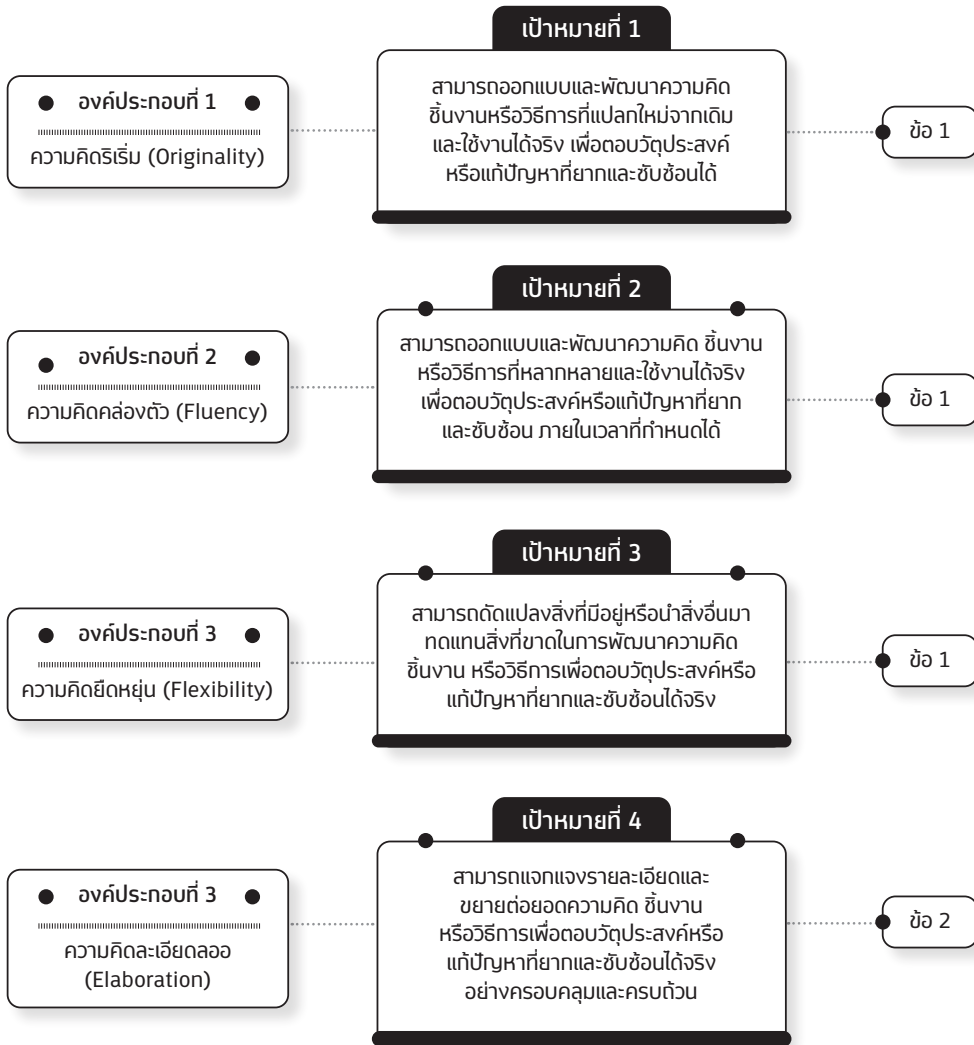 เป้าหมายที่ 1
องค์ประกอบที่ 1
ความคิดริเริ่ม (Originality)
สามารถออกแบบและพัฒนาความคิด
ชิ้นงานหรือวิธีการที่แปลกใหม่จากเดิม
และใช้งานได้จริง เพื่อตอบวัตุประสงค์
หรือแก้ปัญหาที่ยากและซับซ้อนได้
ข้อ 1
เป้าหมายที่ 2
องค์ประกอบที่ 2
ความคิดคล่องตัว (Fluency)
สามารถออกแบบและพัฒนาความคิด ชิ้นงาน
หรือวิธีการที่หลากหลายและใช้งานได้จริง
เพื่อตอบวัตุประสงค์หรือแก้ปัญหาที่ยาก
และซับซ้อน ภายในเวลาที่กำหนดได้
ข้อ 1
เป้าหมายที่ 3
องค์ประกอบที่ 3
ความคิดยืดหยุ่น (Flexibility)
สามารถดัดแปลงสิ่งที่มีอยู่หรือนำสิ่งอื่นมา
ทดแทนสิ่งที่ขาดในการพัฒนาความคิด
ชิ้นงาน หรือวิธีการเพื่อตอบวัตุประสงค์หรือ
แก้ปัญหาที่ยากและซับซ้อนได้จริง
ข้อ 1
เป้าหมายที่ 4
องค์ประกอบที่ 3
ความคิดละเอียดลออ
(Elaboration)
สามารถแจกแจงรายละเอียดและ
ขยายต่อยอดความคิด ชิ้นงาน
หรือวิธีการเพื่อตอบวัตุประสงค์หรือ
แก้ปัญหาที่ยากและซับซ้อนได้จริง
อย่างครอบคลุมและครบถ้วน
ข้อ 2